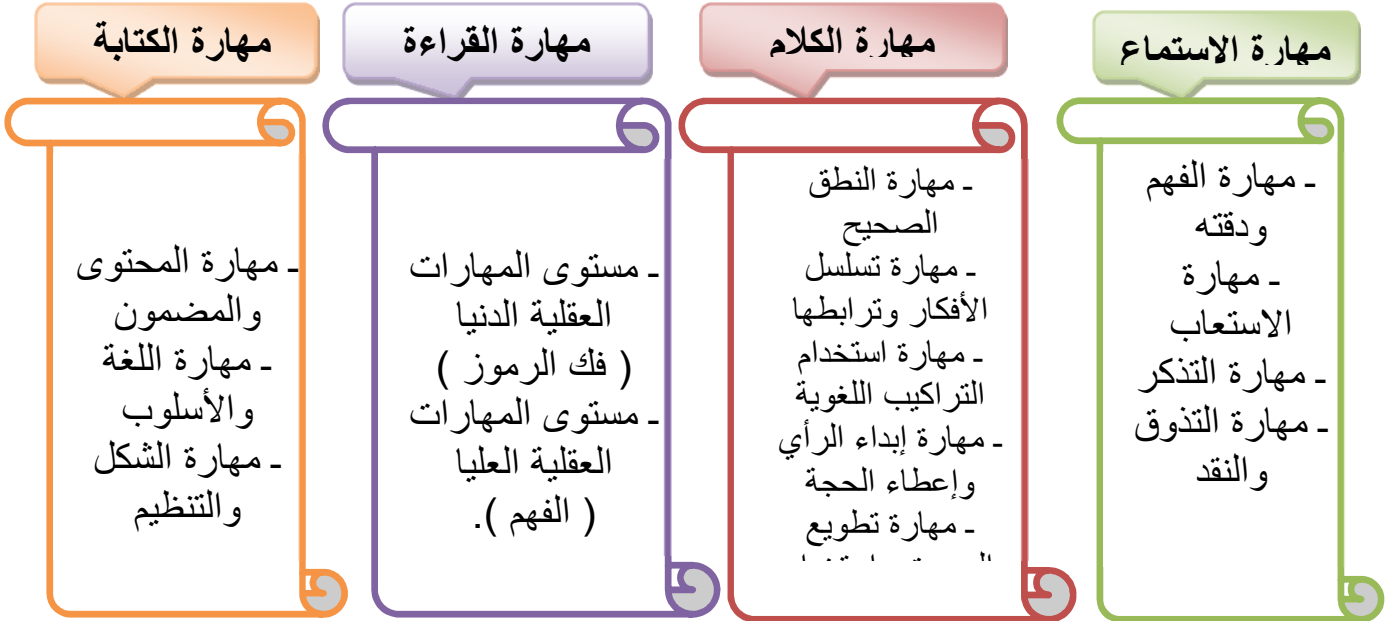 مهارة الاستماع
ـ مهارة الفهم
ودقته
ـ مهارة
الاستعاب
ـ مهارة التذكر
ـ مهارة التذوق
والنقد
مهارة الكلام
ـ مهارة النطق
الصحيح
ـ مهارة تسلسل
الأفكار وترابطها
ـ مهارة استخدام
التراكيب اللغوية
ـ مهارة إبداء الرأي
وإعطاء الحجة
ـ مهارة تطويع
مهارة القراءة
ـ مستوى المهارات
العقلية الدنيا
( فك الرموز )
ـ مستوى المهارات
العقلية العليا
( الفهم ).
مهارة الكتابة
ـ مهارة المحتوى
والمضمون
ـ مهارة اللغة
والأسلوب
ـ مهارة الشكل
والتنظيم